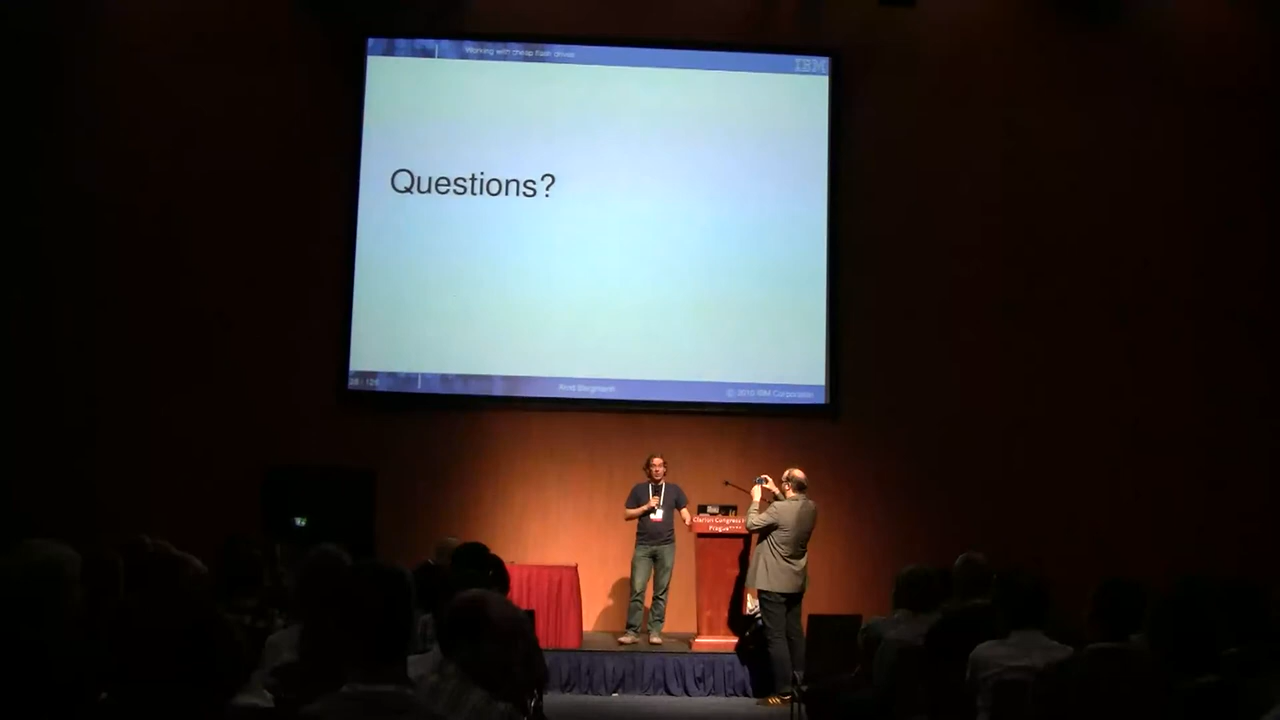 Working with cheap flash drives
IBM
Questions?
Arnd Bergmann
© 2010 IBM Corporation
Clarion Congress H
Prague****